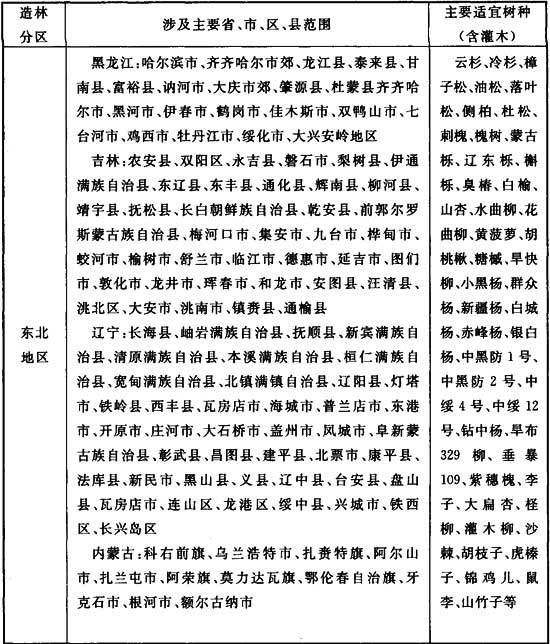 造林
分区
涉及主要省、市、区、县范围
主要适宜树种
(含灌木)
东北
地区
黑龙江:哈尔滨市、齐齐哈尔市郊、龙江县、泰来县、甘
南县、富裕县、讷河市、大庆市郊、肇源县、杜蒙县齐齐哈
尔市、黑河市、伊春市、鹤岗市、佳木斯市、双鸭山市、七
台河市、鸡西市、牡丹江市、绥化市、大兴安岭地区
吉林:农安县、双阳区、永吉县、磐石市、梨树县、伊通
满族自治县、东辽县、东丰县、通化县、辉南县、柳河县、
靖宇县、抚松县、长白朝鲜族自治县、乾安县、前郭尔罗
斯蒙古族自治县、梅河口市、集安市、九台市、桦甸市、
蛟河市、榆树市、舒兰市、临江市、德惠市、延吉市、图们
市、敦化市、龙井市、珲春市、和龙市、安图县、汪清县、
洮北区、大安市、洮南市、镇赉县、通榆县
辽宁:长海县、岫岩满族自治县、抚顺县、新宾满族自
治县、清原满族自治县、本溪满族自治县、桓仁满族自治
县、宽甸满族自治县、北镇满镇自治县、辽阳县、灯塔
市、铁岭县、西丰县、瓦房店市、海城市、普兰店市、东港
市、开原市、庄河市、大石桥市、盖州市、凤城市、阜新蒙
古族自治县、彰武县、昌图县、建平县、北票市、康平县、
法库县、新民市、黑山县、义县、辽中县、台安县、盘山
县、瓦房店市、连山区、龙港区、绥中县、兴城市、铁西
区、长兴岛区
内蒙古:科右前旗、乌兰浩特市、扎赉特旗、阿尔山
市、扎兰屯市、阿荣旗、莫力达瓦旗、鄂伦春自治旗、牙
克石市、根河市、额尔古纳市
云杉、冷杉、樟
子松、油松、落叶
松、侧柏、杜松、
刺槐、槐树、蒙古
栎、辽东栎、槲
栎、臭椿、白榆、
山杏、水曲柳、花
曲柳、黄菠萝、胡
桃楸、糖槭、旱快
柳、小黑杨、群众
杨、新疆杨、白城
杨、赤峰杨、银白
杨、中黑防1号、
中黑防2号、中
绥4号、中绥12
号、钻中杨、旱布
329柳、垂暴
109、紫穗槐、李
子、大扁杏、柽
柳、灌木柳、沙
棘、胡枝子、虎榛
子、锦鸡儿、鼠
李、山竹子等